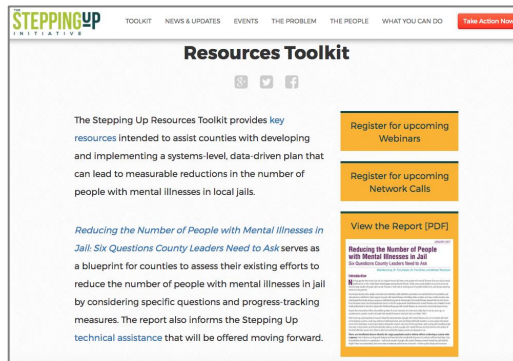 THE
STEPPING UP
INITIATIVE
TOOLKIT NEWS & UPDATES EVENTS THE PROBLEM THE PEOPLE WHAT YOU CAN DO Take Action Now
Resources Toolkit
The Stepping Up Resources Toolkit provides key
resources intended to assist counties with developing
and implementing a systems-level, data-driven plan that
can lead to measurable reductions in the number of
people with mental illnesses in local jails.
Reducing the Number of People with Mental Illnesses in
Jail: Six Questions County Leaders Need to Ask serves as
a blueprint for counties to assess their existing efforts to
reduce the number of people with mental illnesses in jail
by considering specific questions and progress-tracking
measures. The report also informs the Stepping Up
technical assistance that will be offered moving forward.
Register for upcoming
Webinars
Register for upcoming
Network Calls
View the Report [PDF]
Reducing the Number of People
with Mental Illnesses in Jail
Six Questions County Leaders Need to Ask
Introduction